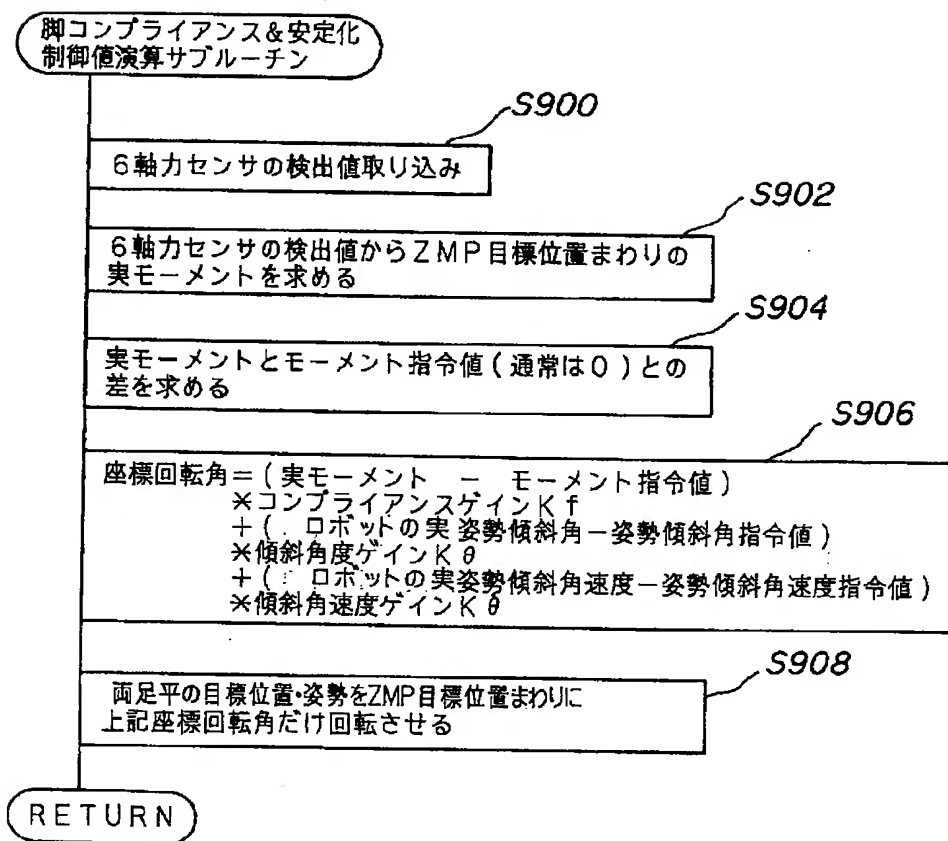 脚コンプライアンス&安定化
制御値演算サブルーチン
S900
6軸力センサの検出値取り込み
S902
6軸力センサの検出値からZMP目標位置まわりの
実モーメントを求める
S904
実モーメントとモーメント指令値(通常は0)との
差を求める
S906
座標回転角=(実モーメント － モーメント指令値)
*コンプライアンスゲインKf
+( ロボットの実姿勢傾斜角－姿勢傾斜角指令値)
*傾斜角度ゲインKθ
+( ロボットの実姿勢傾斜角速度－姿勢傾斜角速度指令値)
*傾斜角速度ゲインKθ
S908
両足平の目標位置・姿勢をZMP目標位置まわりに
上記座標回転角だけ回転させる
RETURN